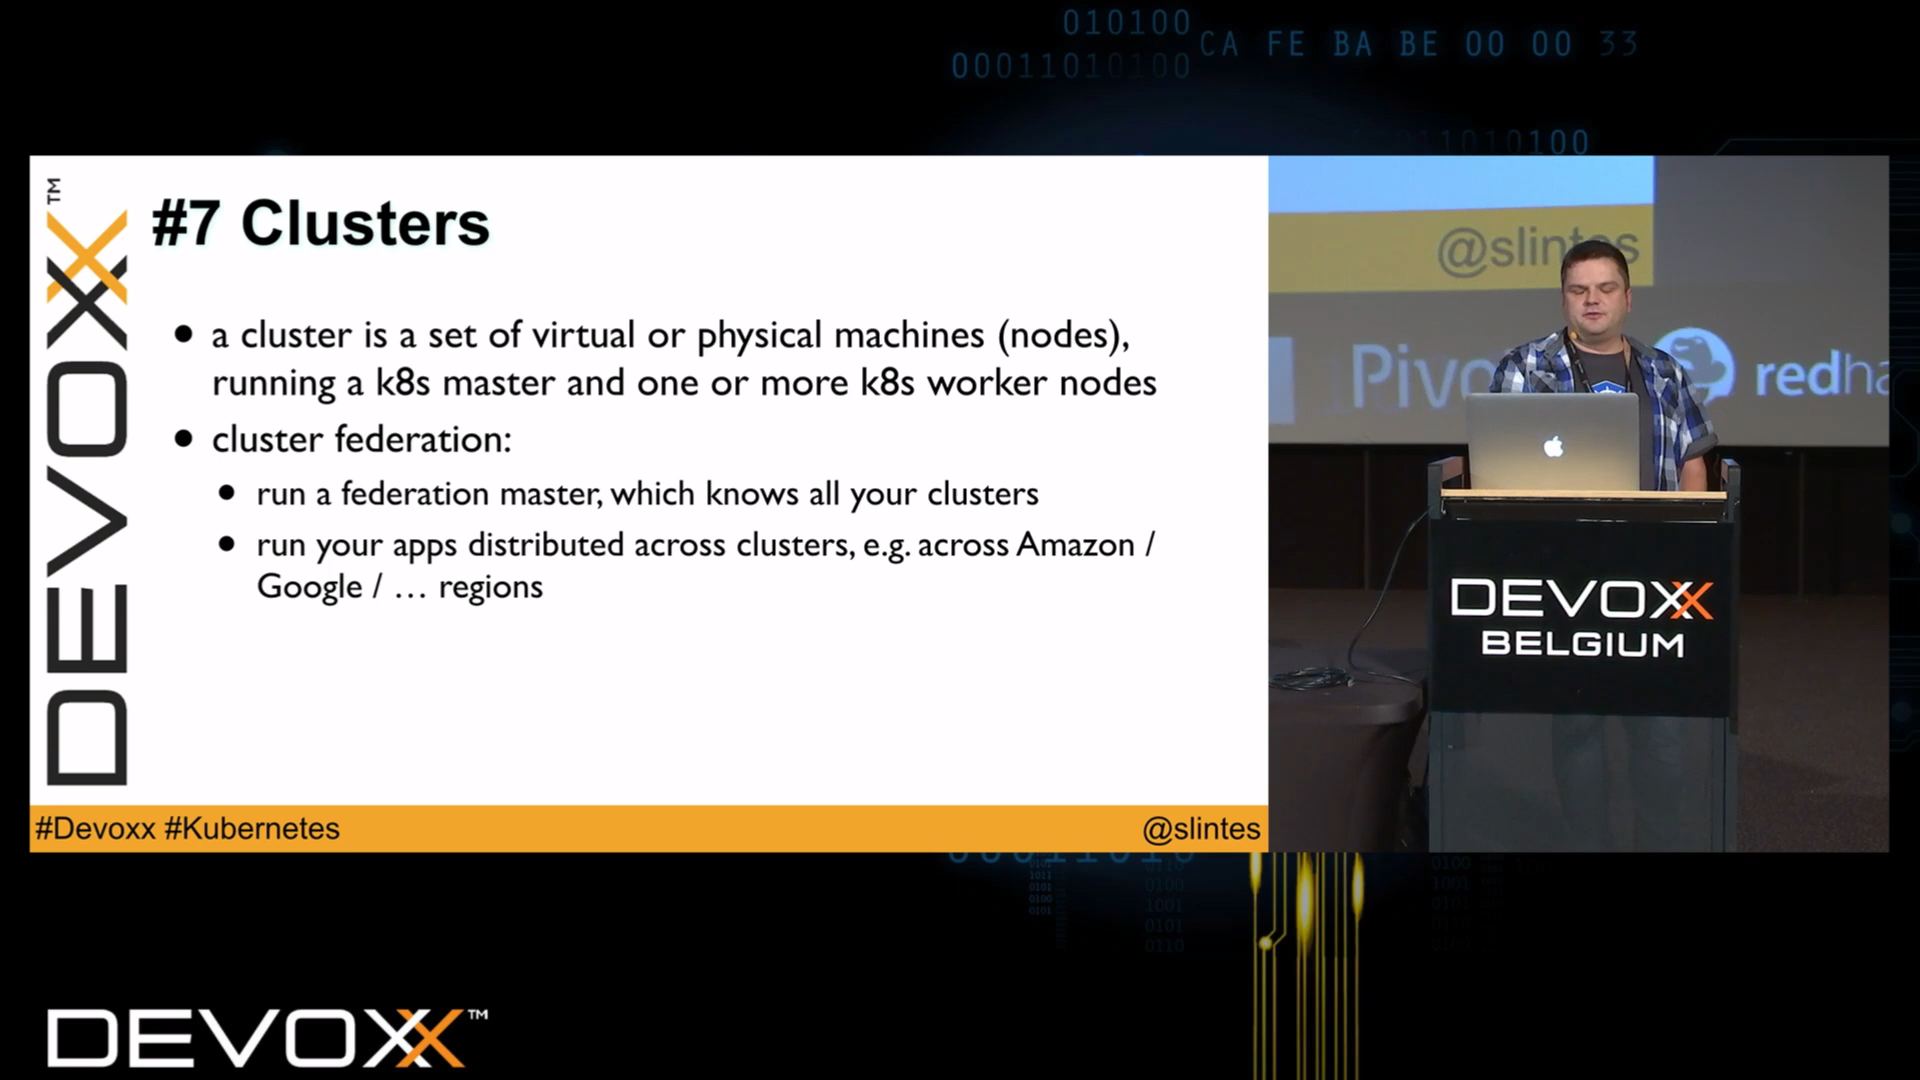 010100
00011010100
CA FE BA BE 00 00 33
11010100
DEVOXX™
#7 Clusters
• a cluster is a set of virtual or physical machines (nodes),
running a k8s master and one or more k8s worker nodes
• cluster federation:
• run a federation master, which knows all your clusters
• run your apps distributed across clusters, e.g. across Amazon /
Google / … regions
#Devoxx #Kubernetes
@slintes
@slintes
redha
DEVOXX
BELGIUM
DEVOXX™